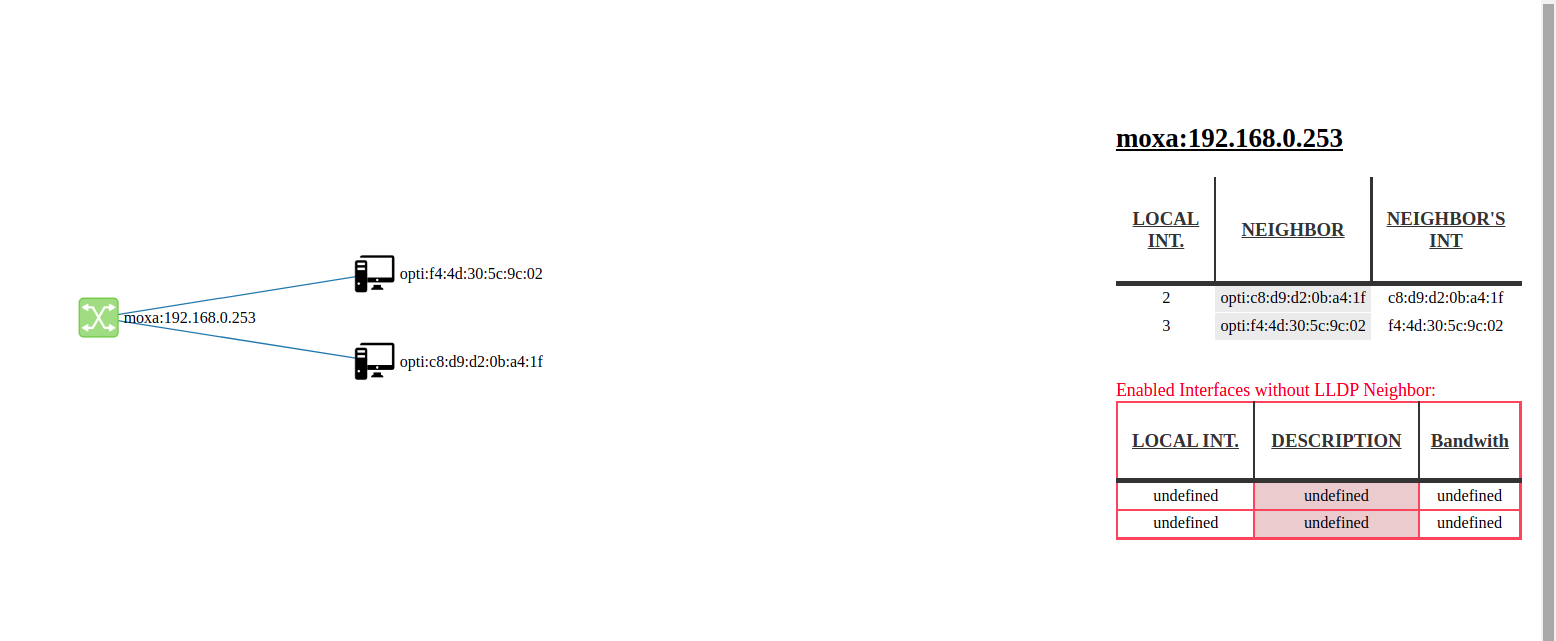 opti:f4:4d:30:5c:9c:02
moxa:192.168.0.253
opti:c8:d9:d2:0b:a4:1f
moxa:192.168.0.253
LOCAL INT. NEIGHBOR NEIGHBOR'S INT
2 opti:c8:d9:d2:0b:a4:1f c8:d9:d2:0b:a4:1f
3 opti:f4:4d:30:5c:9c:02 f4:4d:30:5c:9c:02
Enabled Interfaces without LLDP Neighbor:
LOCAL INT. DESCRIPTION Bandwith
undefined undefined undefined
undefined undefined undefined